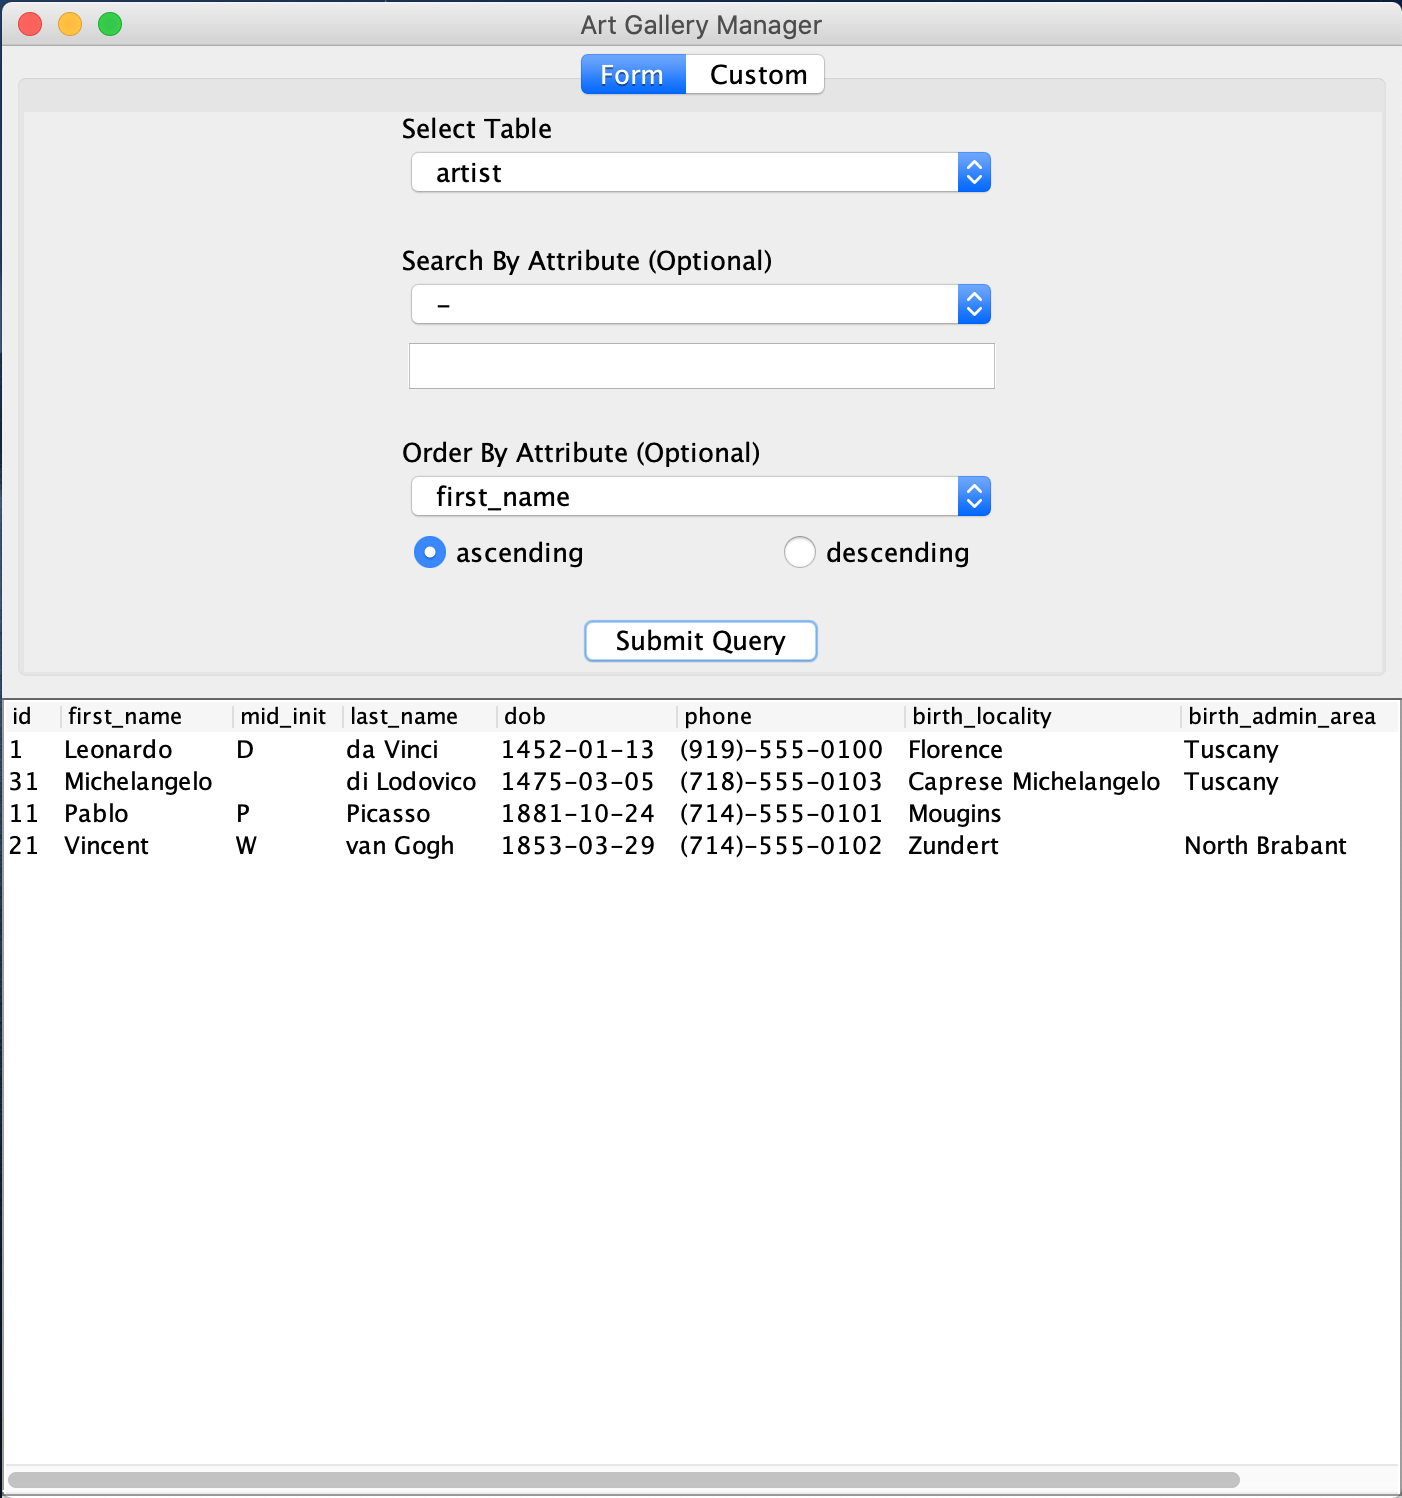 Art Gallery Manager
Form Custom
Select Table
artist
Search By Attribute (Optional)
–
Order By Attribute (Optional)
first_name
ascending descending
Submit Query
id first_name mid_init last_name dob phone birth_locality birth_admin_area
1 Leonardo D da Vinci 1452-01-13 (919)-555-0100 Florence Tuscany
31 Michelangelo di Lodovico 1475-03-05 (718)-555-0103 Caprese Michelangelo Tuscany
11 Pablo P Picasso 1881-10-24 (714)-555-0101 Mougins
21 Vincent W van Gogh 1853-03-29 (714)-555-0102 Zundert North Brabant